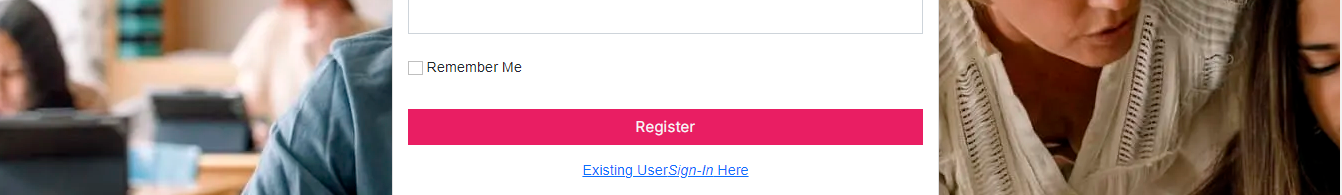 Remember Me
Register
Existing UserSign-In Here